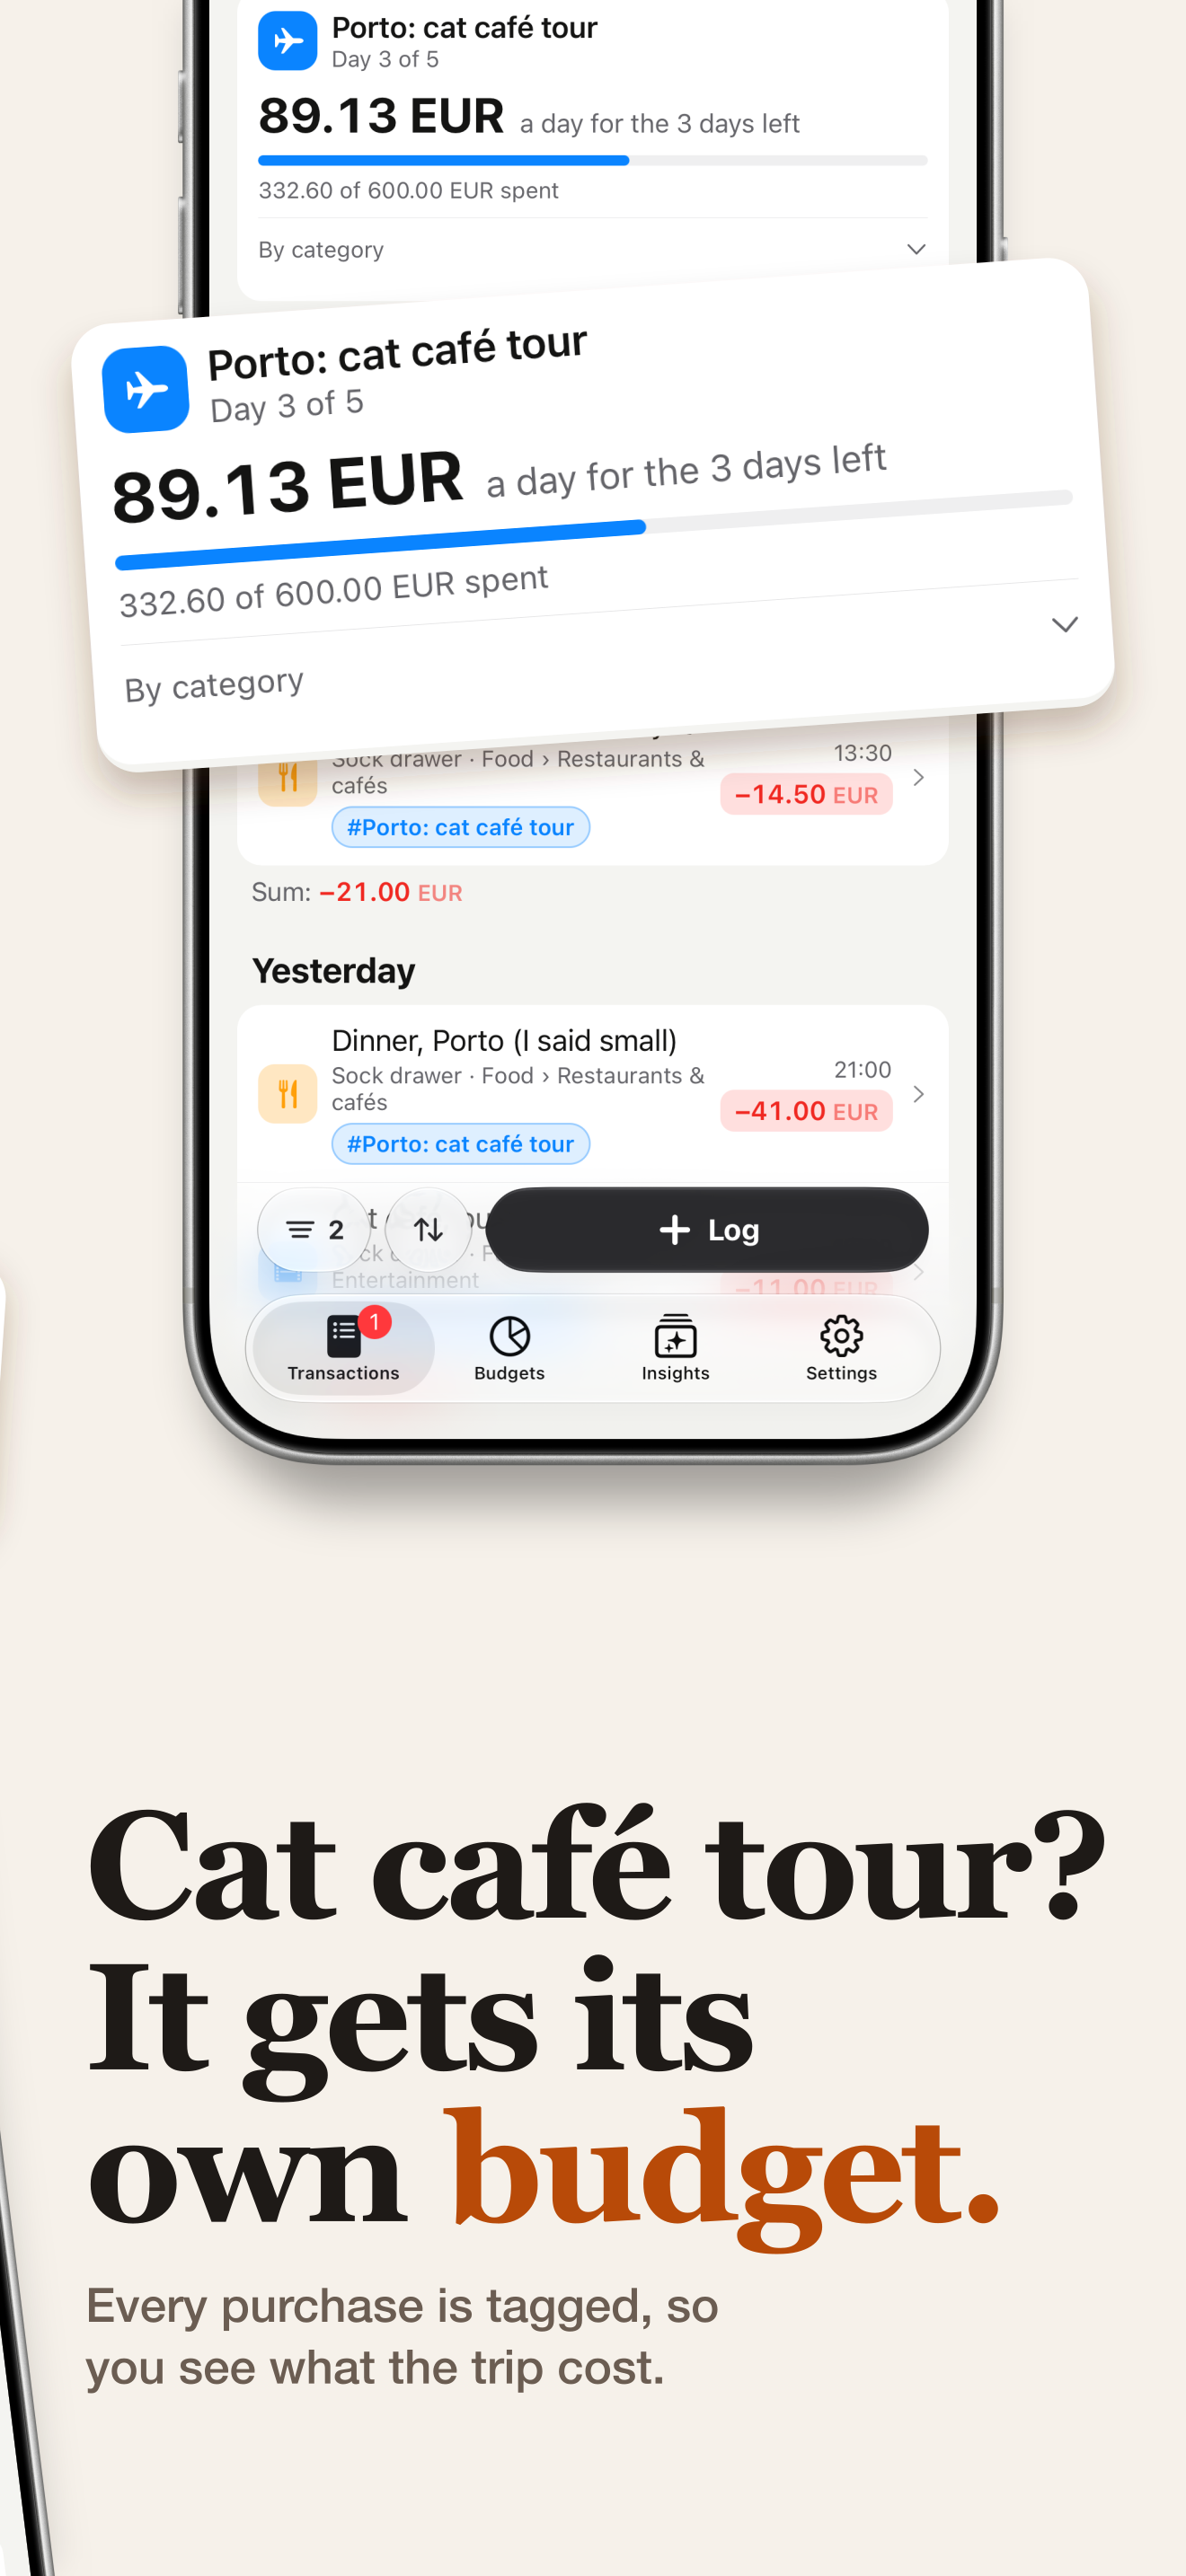 Porto: cat café tour
Day 3 of 5
89.13 EUR a day for the 3 days left
332.60 of 600.00 EUR spent
By category
Porto: cat café tour
Day 3 of 5
89.13 EUR a day for the 3 days left
332.60 of 600.00 EUR spent
By category
Sock drawer · Food › Restaurants &
cafés
13:30
−14.50 EUR
#Porto: cat café tour
Sum: −21.00 EUR
Yesterday
Dinner, Porto (I said small)
Sock drawer · Food › Restaurants &
cafés
21:00
−41.00 EUR
#Porto: cat café tour
2
+ Log
Entertainment
−11.00 EUR
1
Transactions
Budgets
Insights
Settings
Cat café tour?
It gets its
own budget.
Every purchase is tagged, so
you see what the trip cost.